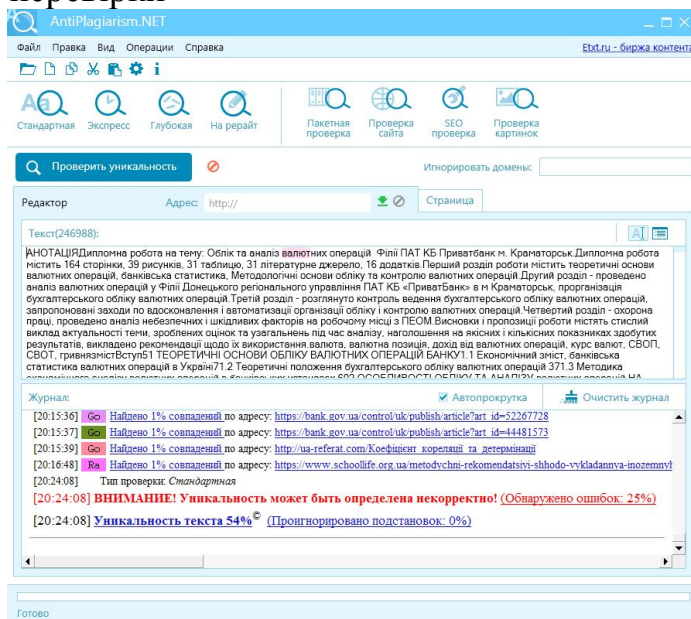 перевірки
AntiPlagiarism.NET
Файл Правка Вид Операции Справка
Etxt.ru - биржа контента
Стандартная Экспресс Глубокая На рерайт Пакетная проверка Проверка сайта SEO проверка Проверка картинок
Проверить уникальность
Игнорировать домены:
Редактор Адрес: http:// Страница
Текст(246988):
АНОТАЦІЯДипломна робота на тему: Облік та аналіз валютних операцій Філії ПАТ КБ Приватбанк м. Краматорськ.Дипломна робота
містить 164 сторінки, 39 рисунків, 31 таблицю, 31 літературне джерело, 16 додатків.Перший розділ роботи містить теоретичні основи
валютних операцій, банківська статистика, Методологічні основи обліку та контролю валютних операцій.Другий розділ - проведені
аналіз валютних операцій у Філії Донецького регіонального управління ПАТ КБ «ПриватБанк» в м Краматорськ, прорганізація
бухгалтерського обліку валютних операцій.Третій розділ - розглянуто контроль ведення бухгалтерського обліку валютних операцій,
запропоновані заходи по вдосконалення і автоматизації організації обліку і контролю валютних операцій.Четвертий розділ - охорона
праці, проведено аналіз небезпечних і шкідливих факторів на робочому місці з ПЕОМ.Висновки і пропозиції роботи містять стислий
виклад актуальності теми, зроблених оцінок та узагальнень під час аналізу, наголошення на якісних і кількісних показниках здобутих
результатів, викладено рекомендації щодо їх використання.валюта, валютна позиція, дохід від валютних операцій, курс валют, СВОП,
СВОТ, гривнязмістВступ51 ТЕОРЕТИЧНІ ОСНОВИ ОБЛІКУ ВАЛЮТНИХ ОПЕРАЦІЙ БАНКУ1.1 Економічний зміст, банківська
статистика валютних операцій в Україні71.2 Теоретичні положення бухгалтерського обліку валютних операцій 371.3 Методика
Журнал: Автопрокрутка Очистить журнал
[20:15:36] Go Найдено 1% совпадений по адресу: https://bank.gov.ua/control/uk/publish/article?art_id=52267728
[20:15:37] Go Найдено 1% совпадений по адресу: https://bank.gov.ua/control/uk/publish/article?art_id=44481573
[20:15:39] Go Найдено 1% совпадений по адресу: http://ua-referat.com/Коефіцієнт_кореляції_та_детермінації
[20:16:48] Ra Найдено 1% совпадений по адресу: https://www.schoollife.org.ua/metodychni-rekomendatsiyi-shhodo-vykladannya-inozemnyh
[20:24:08] Тип проверки: Стандартная
[20:24:08] ВНИМАНИЕ! Уникальность может быть определена некорректно! (Обнаружено ошибок: 25%)
[20:24:08] Уникальность текста 54%© (Проигнорировано подстановок: 0%)
Готово